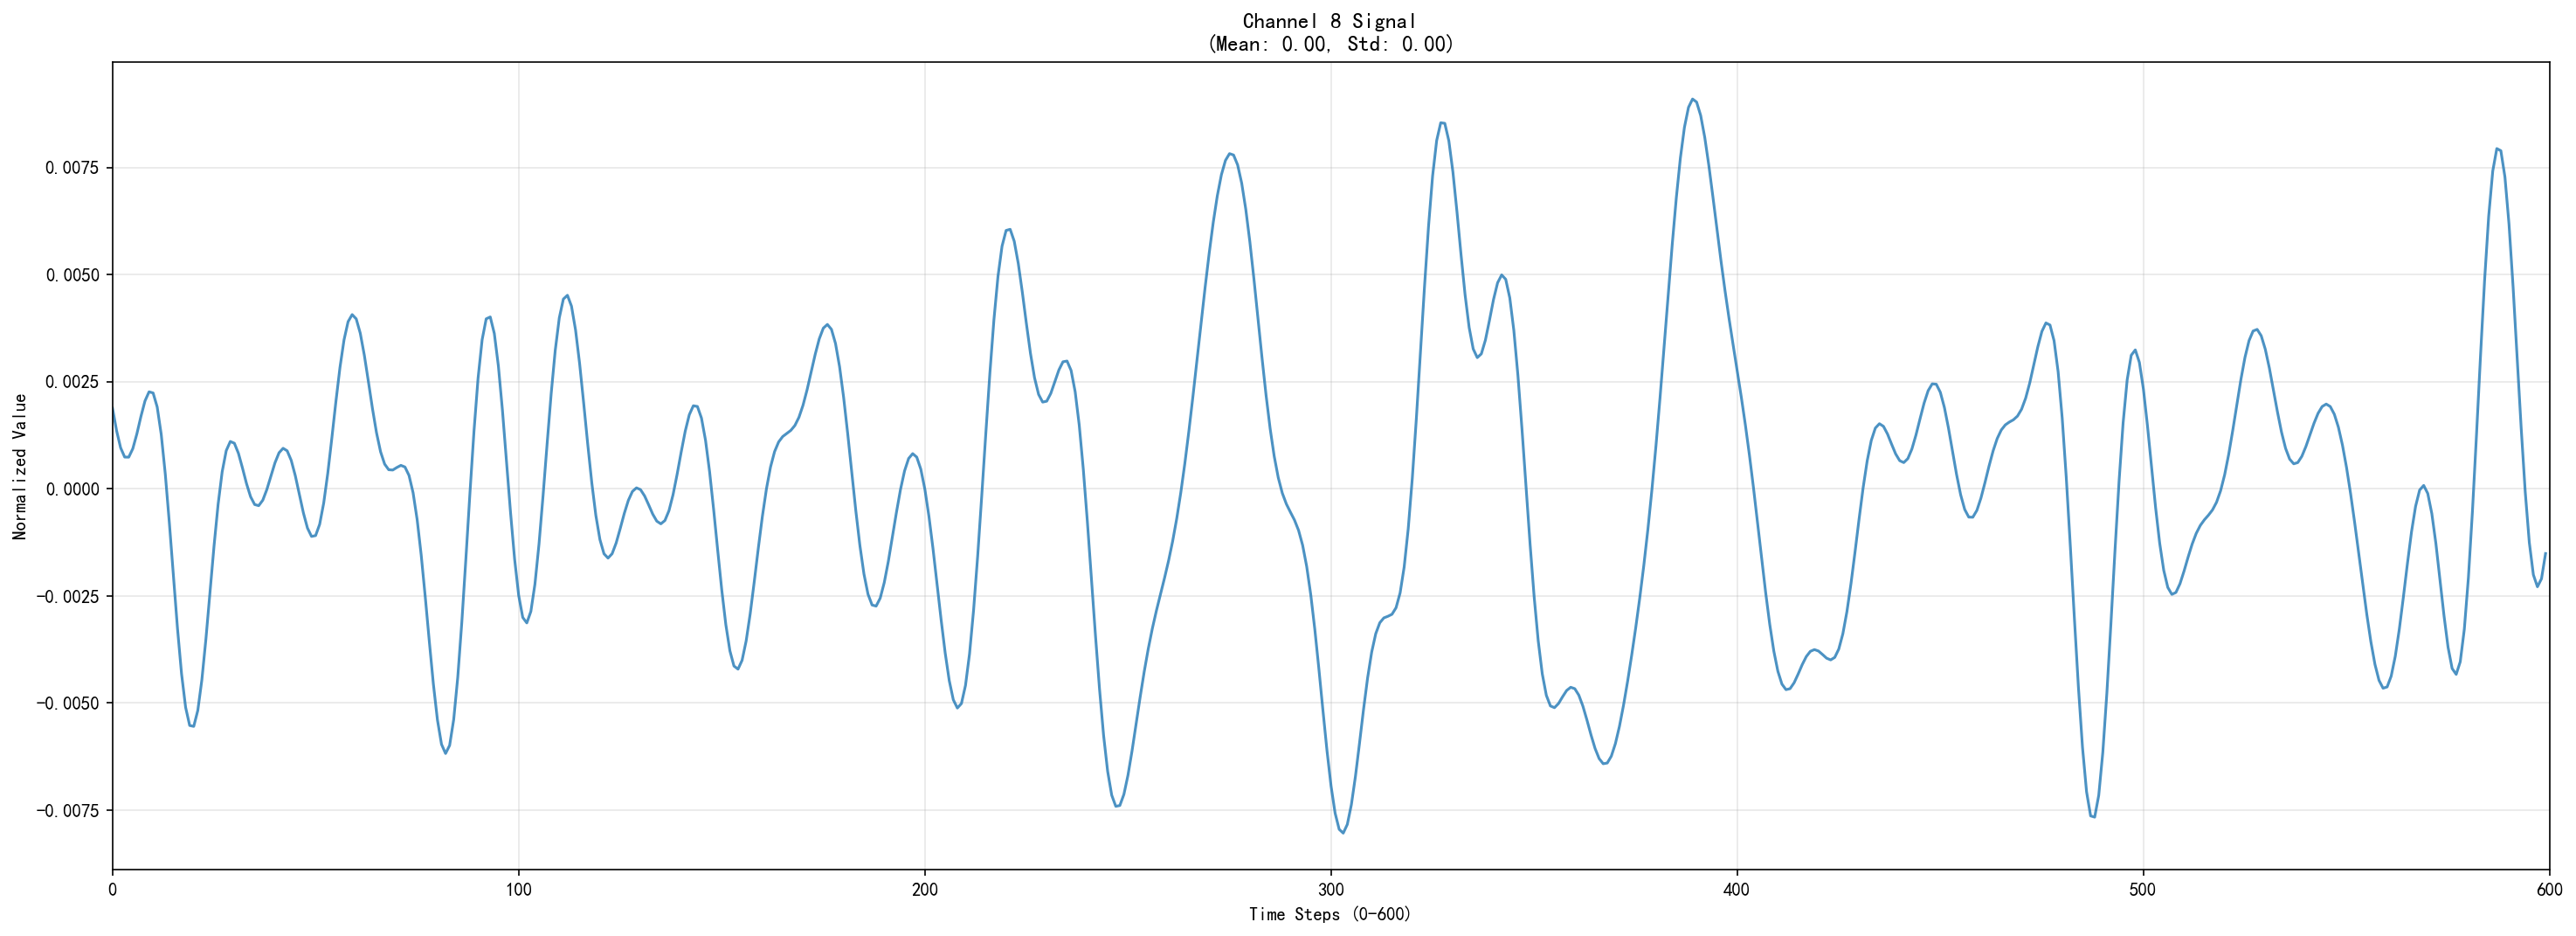 Channel 8 Signal
(Mean: 0.00, Std: 0.00)
Normalized Value
0.0075
0.0050
0.0025
0.0000
−0.0025
−0.0050
−0.0075
0 100 200 300 400 500 600
Time Steps (0-600)